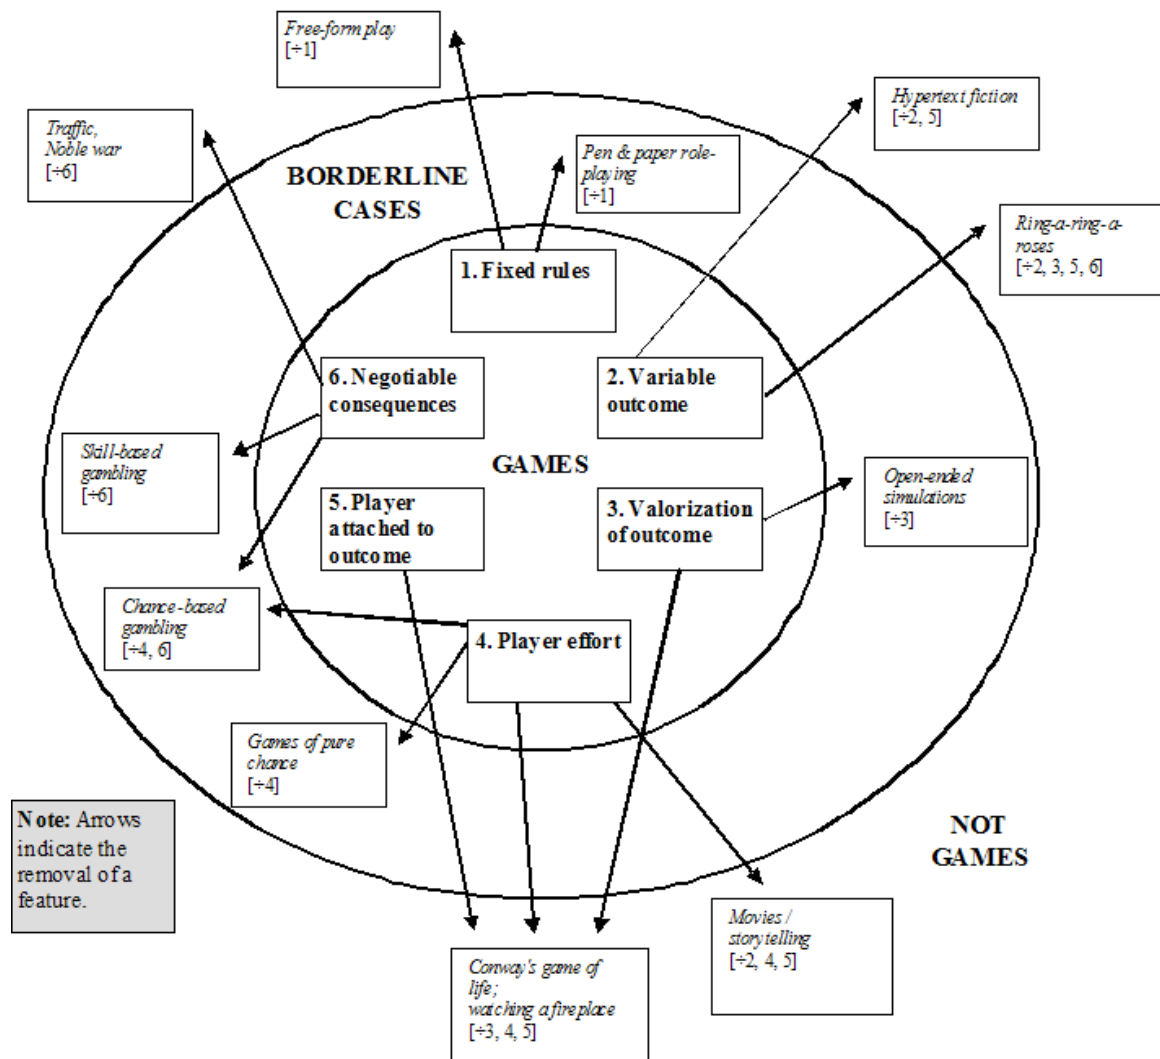 Free-form play
[÷1]
Hypertext fiction
[÷2, 5]
Traffic,
Noble war
[÷6]
Pen & paper role-
playing
[÷1]
BORDERLINE
CASES
Ring-a-ring-a-
roses
[÷2, 3, 5, 6]
1. Fixed rules
6. Negotiable
consequences
2. Variable
outcome
Skill-based
gambling
[÷6]
GAMES
Open-ended
simulations
[÷3]
5. Player
attached to
outcome
3. Valorization
of outcome
Chance-based
gambling
[÷4, 6]
4. Player effort
Games of pure
chance
[÷4]
Note: Arrows
indicate the
removal of a
feature.
NOT
GAMES
Movies /
storytelling
[÷2, 4, 5]
Conway's game of
life;
watching a fireplace
[÷3, 4, 5]